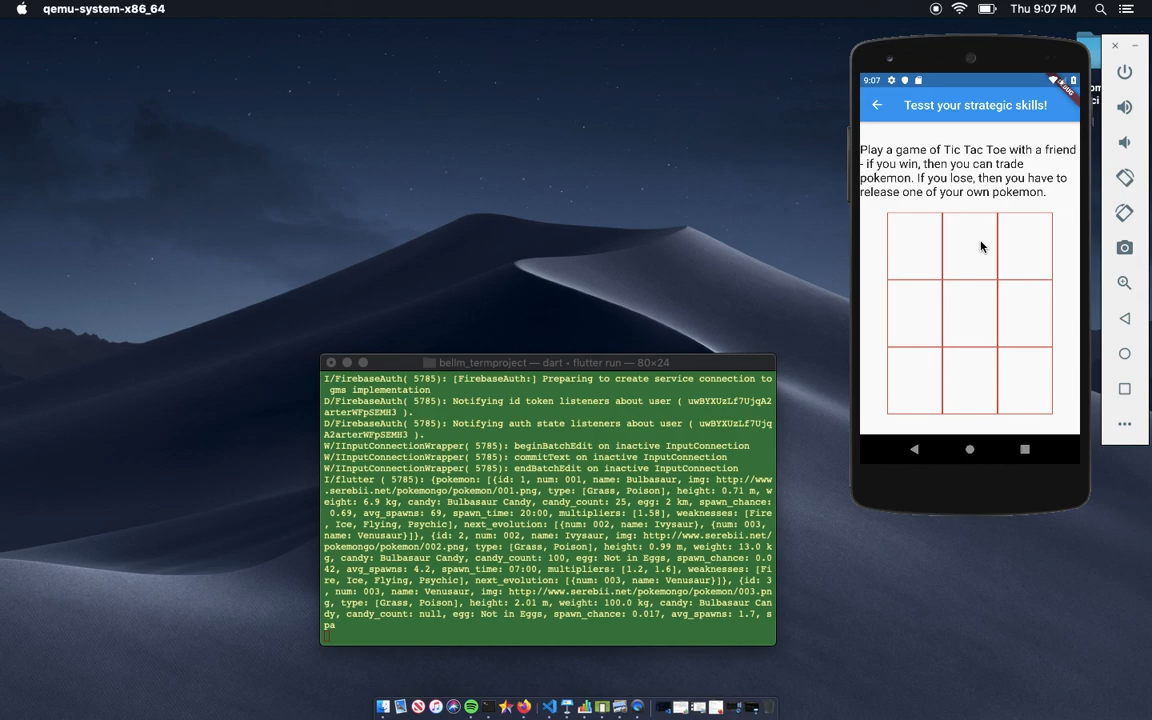 qemu-system-x86_64
Thu 9:07 PM
9:07
DEBUG
Tesst your strategic skills!
Play a game of Tic Tac Toe with a friend
- if you win, then you can trade
pokemon. If you lose, then you have to
release one of your own pokemon.
bellm_termproject — dart • flutter run — 80×24
I/FirebaseAuth( 5785): [FirebaseAuth:] Preparing to create service connection to
gms implementation
D/FirebaseAuth( 5785): Notifying id token listeners about user ( uwBYXUzLf7UjqA2
arterWFpSEMH3 ).
D/FirebaseAuth( 5785): Notifying auth state listeners about user ( uwBYXUzLf7Ujq
A2arterWFpSEMH3 ).
W/IInputConnectionWrapper( 5785): beginBatchEdit on inactive InputConnection
W/IInputConnectionWrapper( 5785): commitText on inactive InputConnection
W/IInputConnectionWrapper( 5785): endBatchEdit on inactive InputConnection
I/flutter ( 5785): {pokemon: [{id: 1, num: 001, name: Bulbasaur, img: http://www
.serebii.net/pokemongo/pokemon/001.png, type: [Grass, Poison], height: 0.71 m, w
eight: 6.9 kg, candy: Bulbasaur Candy, candy_count: 25, egg: 2 km, spawn_chance:
0.69, avg_spawns: 69, spawn_time: 20:00, multipliers: [1.58], weaknesses: [Fire
, Ice, Flying, Psychic], next_evolution: [{num: 002, name: Ivysaur}, {num: 003,
name: Venusaur}]}, {id: 2, num: 002, name: Ivysaur, img: http://www.serebii.net/
pokemongo/pokemon/002.png, type: [Grass, Poison], height: 0.99 m, weight: 13.0 k
g, candy: Bulbasaur Candy, candy_count: 100, egg: Not in Eggs, spawn_chance: 0.0
42, avg_spawns: 4.2, spawn_time: 07:00, multipliers: [1.2, 1.6], weaknesses: [Fi
re, Ice, Flying, Psychic], next_evolution: [{num: 003, name: Venusaur}]}, {id: 3
, num: 003, name: Venusaur, img: http://www.serebii.net/pokemongo/pokemon/003.pn
g, type: [Grass, Poison], height: 2.01 m, weight: 100.0 kg, candy: Bulbasaur Can
dy, candy_count: null, egg: Not in Eggs, spawn_chance: 0.017, avg_spawns: 1.7, s
pa